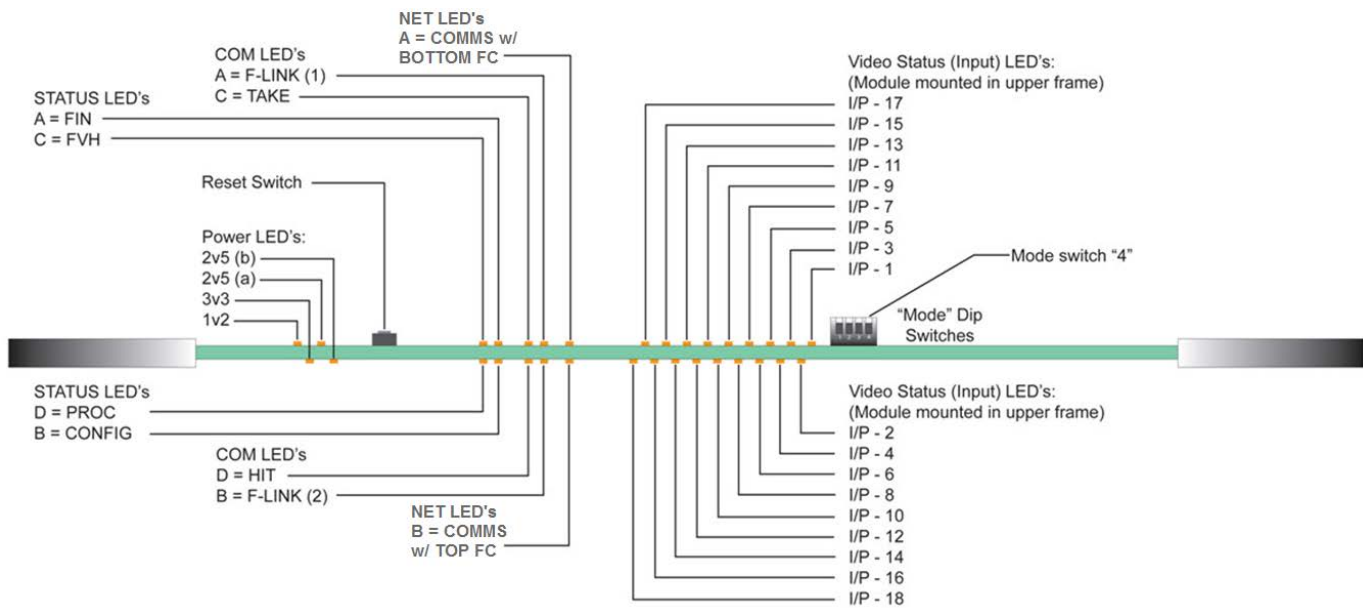 NET LED's
A = COMMS w/
BOTTOM FC
COM LED's
A = F-LINK (1)
C = TAKE
STATUS LED's
A = FIN
C = FVH
Reset Switch
Power LED's:
2v5 (b)
2v5 (a)
3v3
1v2
Video Status (Input) LED's:
(Module mounted in upper frame)
I/P - 17
I/P - 15
I/P - 13
I/P - 11
I/P - 9
I/P - 7
I/P - 5
I/P - 3
I/P - 1
Mode switch “4”
“Mode” Dip
Switches
1 2 3 4
STATUS LED's
D = PROC
B = CONFIG
COM LED's
D = HIT
B = F-LINK (2)
NET LED's
B = COMMS
w/ TOP FC
Video Status (Input) LED's:
(Module mounted in upper frame)
I/P - 2
I/P - 4
I/P - 6
I/P - 8
I/P - 10
I/P - 12
I/P - 14
I/P - 16
I/P - 18